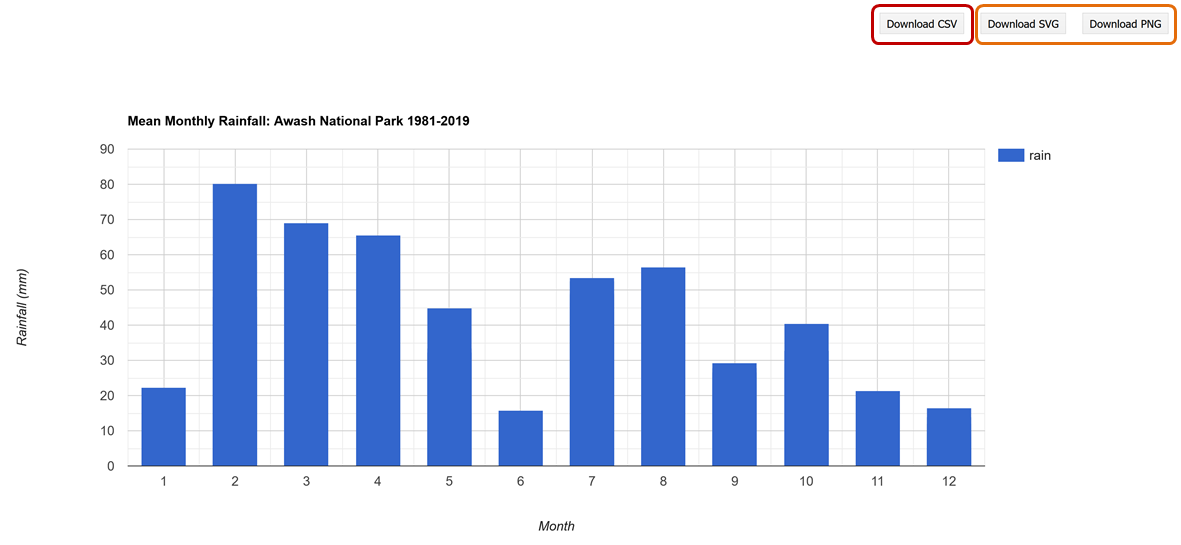 Download CSV Download SVG Download PNG
Mean Monthly Rainfall: Awash National Park 1981-2019
rain
90
80
70
60
50
40
30
20
10
0
Rainfall (mm)
1 2 3 4 5 6 7 8 9 10 11 12
Month